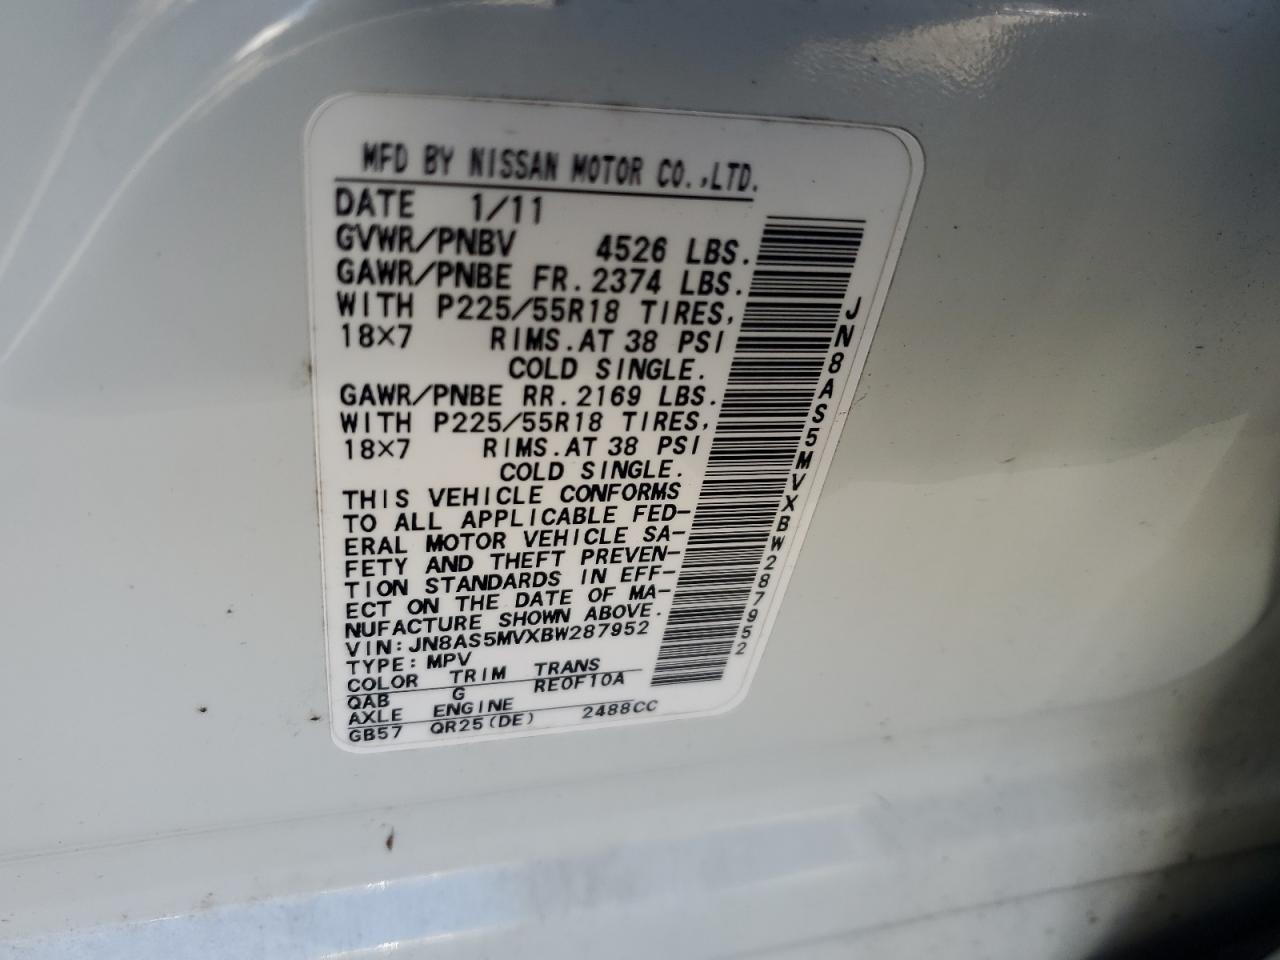 MFD BY NISSAN MOTOR CO.,LTD.
DATE 1/11
GVWR/PNBV 4526 LBS.
GAWR/PNBE FR. 2374 LBS.
WITH P225/55R18 TIRES,
18×7 RIMS.AT 38 PSI
COLD SINGLE.
GAWR/PNBE RR. 2169 LBS.
WITH P225/55R18 TIRES,
18×7 RIMS.AT 38 PSI
COLD SINGLE.
THIS VEHICLE CONFORMS
TO ALL APPLICABLE FED-
ERAL MOTOR VEHICLE SA-
FETY AND THEFT PREVEN-
TION STANDARDS IN EFF-
ECT ON THE DATE OF MA-
NUFACTURE SHOWN ABOVE.
VIN:JN8AS5MVXBW287952
TYPE:MPV
COLOR TRIM TRANS
QAB G RE0F10A
AXLE ENGINE
GB57 QR25(DE) 2488CC
JN8AS5MVXBW287952